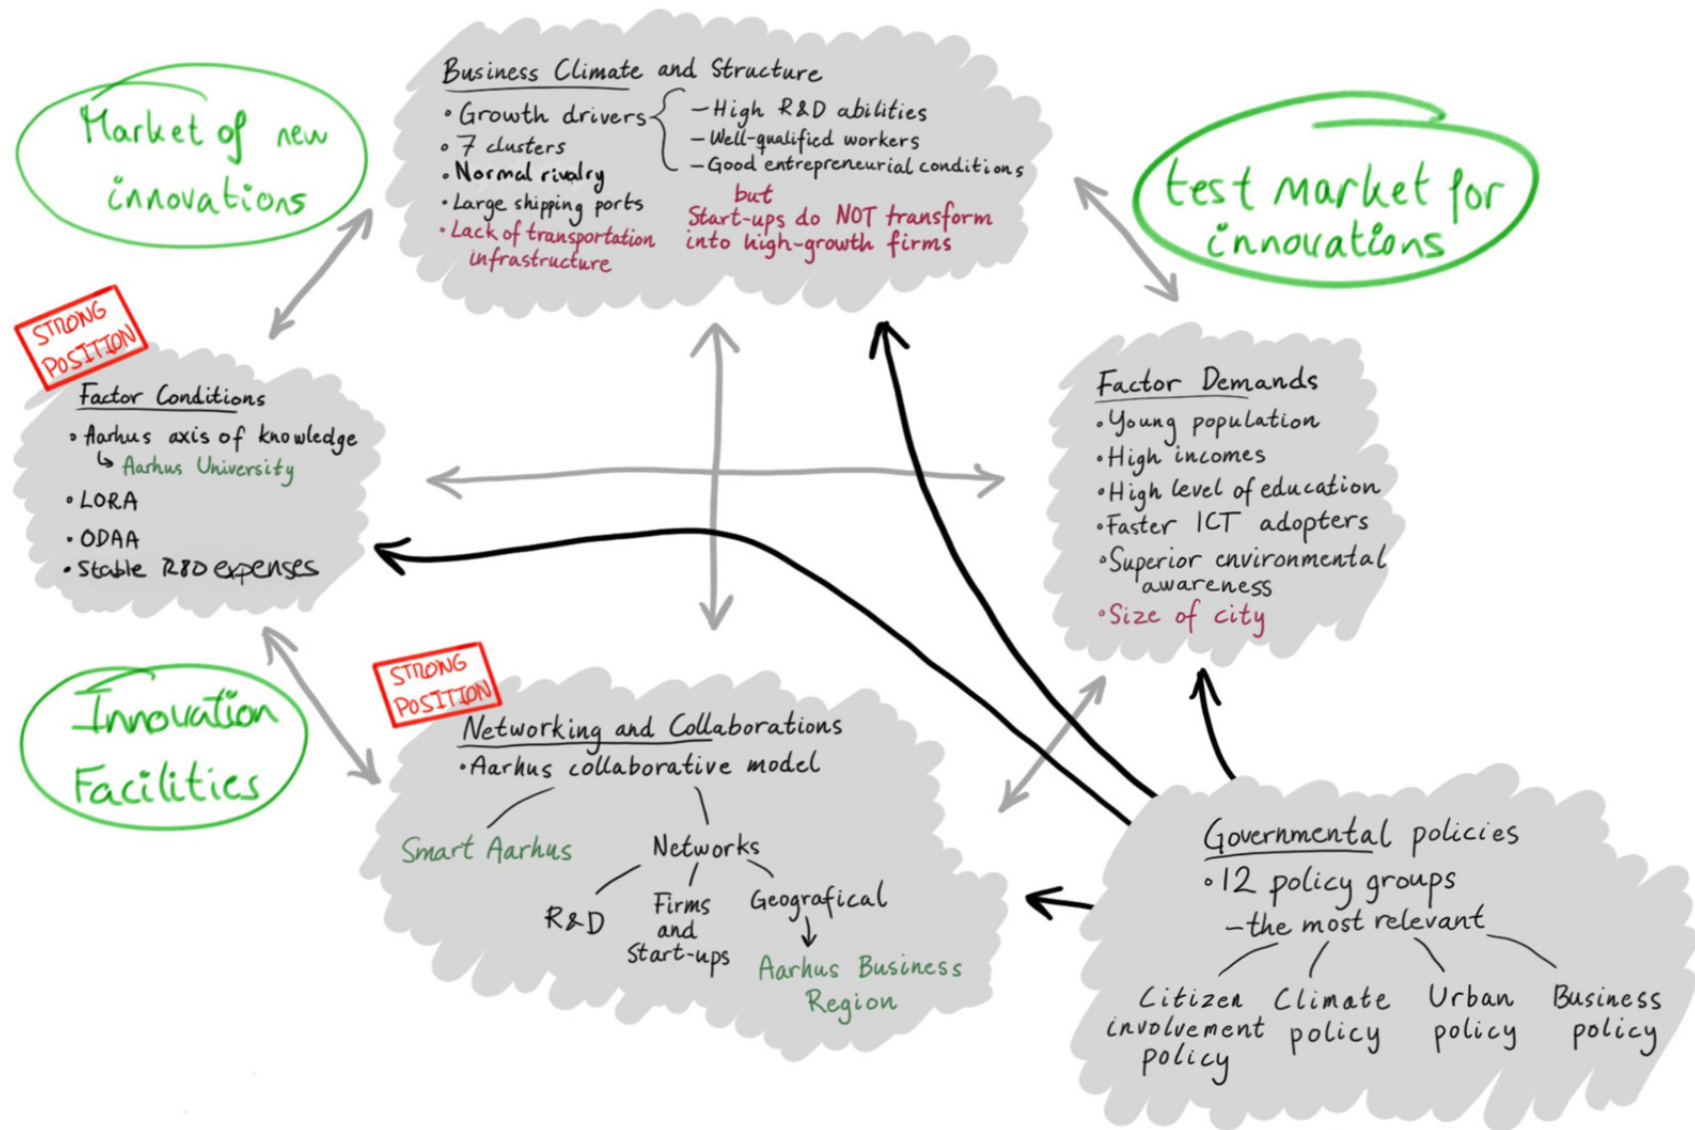 Market of new
innovations
Business Climate and Structure
• Growth drivers
– High R&D abilities
– Well-qualified workers
– Good entrepreneurial conditions
but
Start-ups do NOT transform
into high-growth firms
• 7 clusters
• Normal rivalry
• Large shipping ports
• Lack of transportation
infrastructure
test market for
innovations
STRONG
POSITION
Factor Conditions
• Aarhus axis of knowledge
↳ Aarhus University
• LORA
• ODAA
• Stable R&D expenses
Factor Demands
• Young population
• High incomes
• High level of education
• Faster ICT adopters
• Superior environmental
awareness
• Size of city
Innovation
Facilities
STRONG
POSITION
Networking and Collaborations
• Aarhus collaborative model
Smart Aarhus
Networks
R&D
Firms
and
Start-ups
Geografical
Aarhus Business
Region
Governmental policies
• 12 policy groups
– the most relevant
Citizen
involvement
policy
Climate
policy
Urban
policy
Business
policy